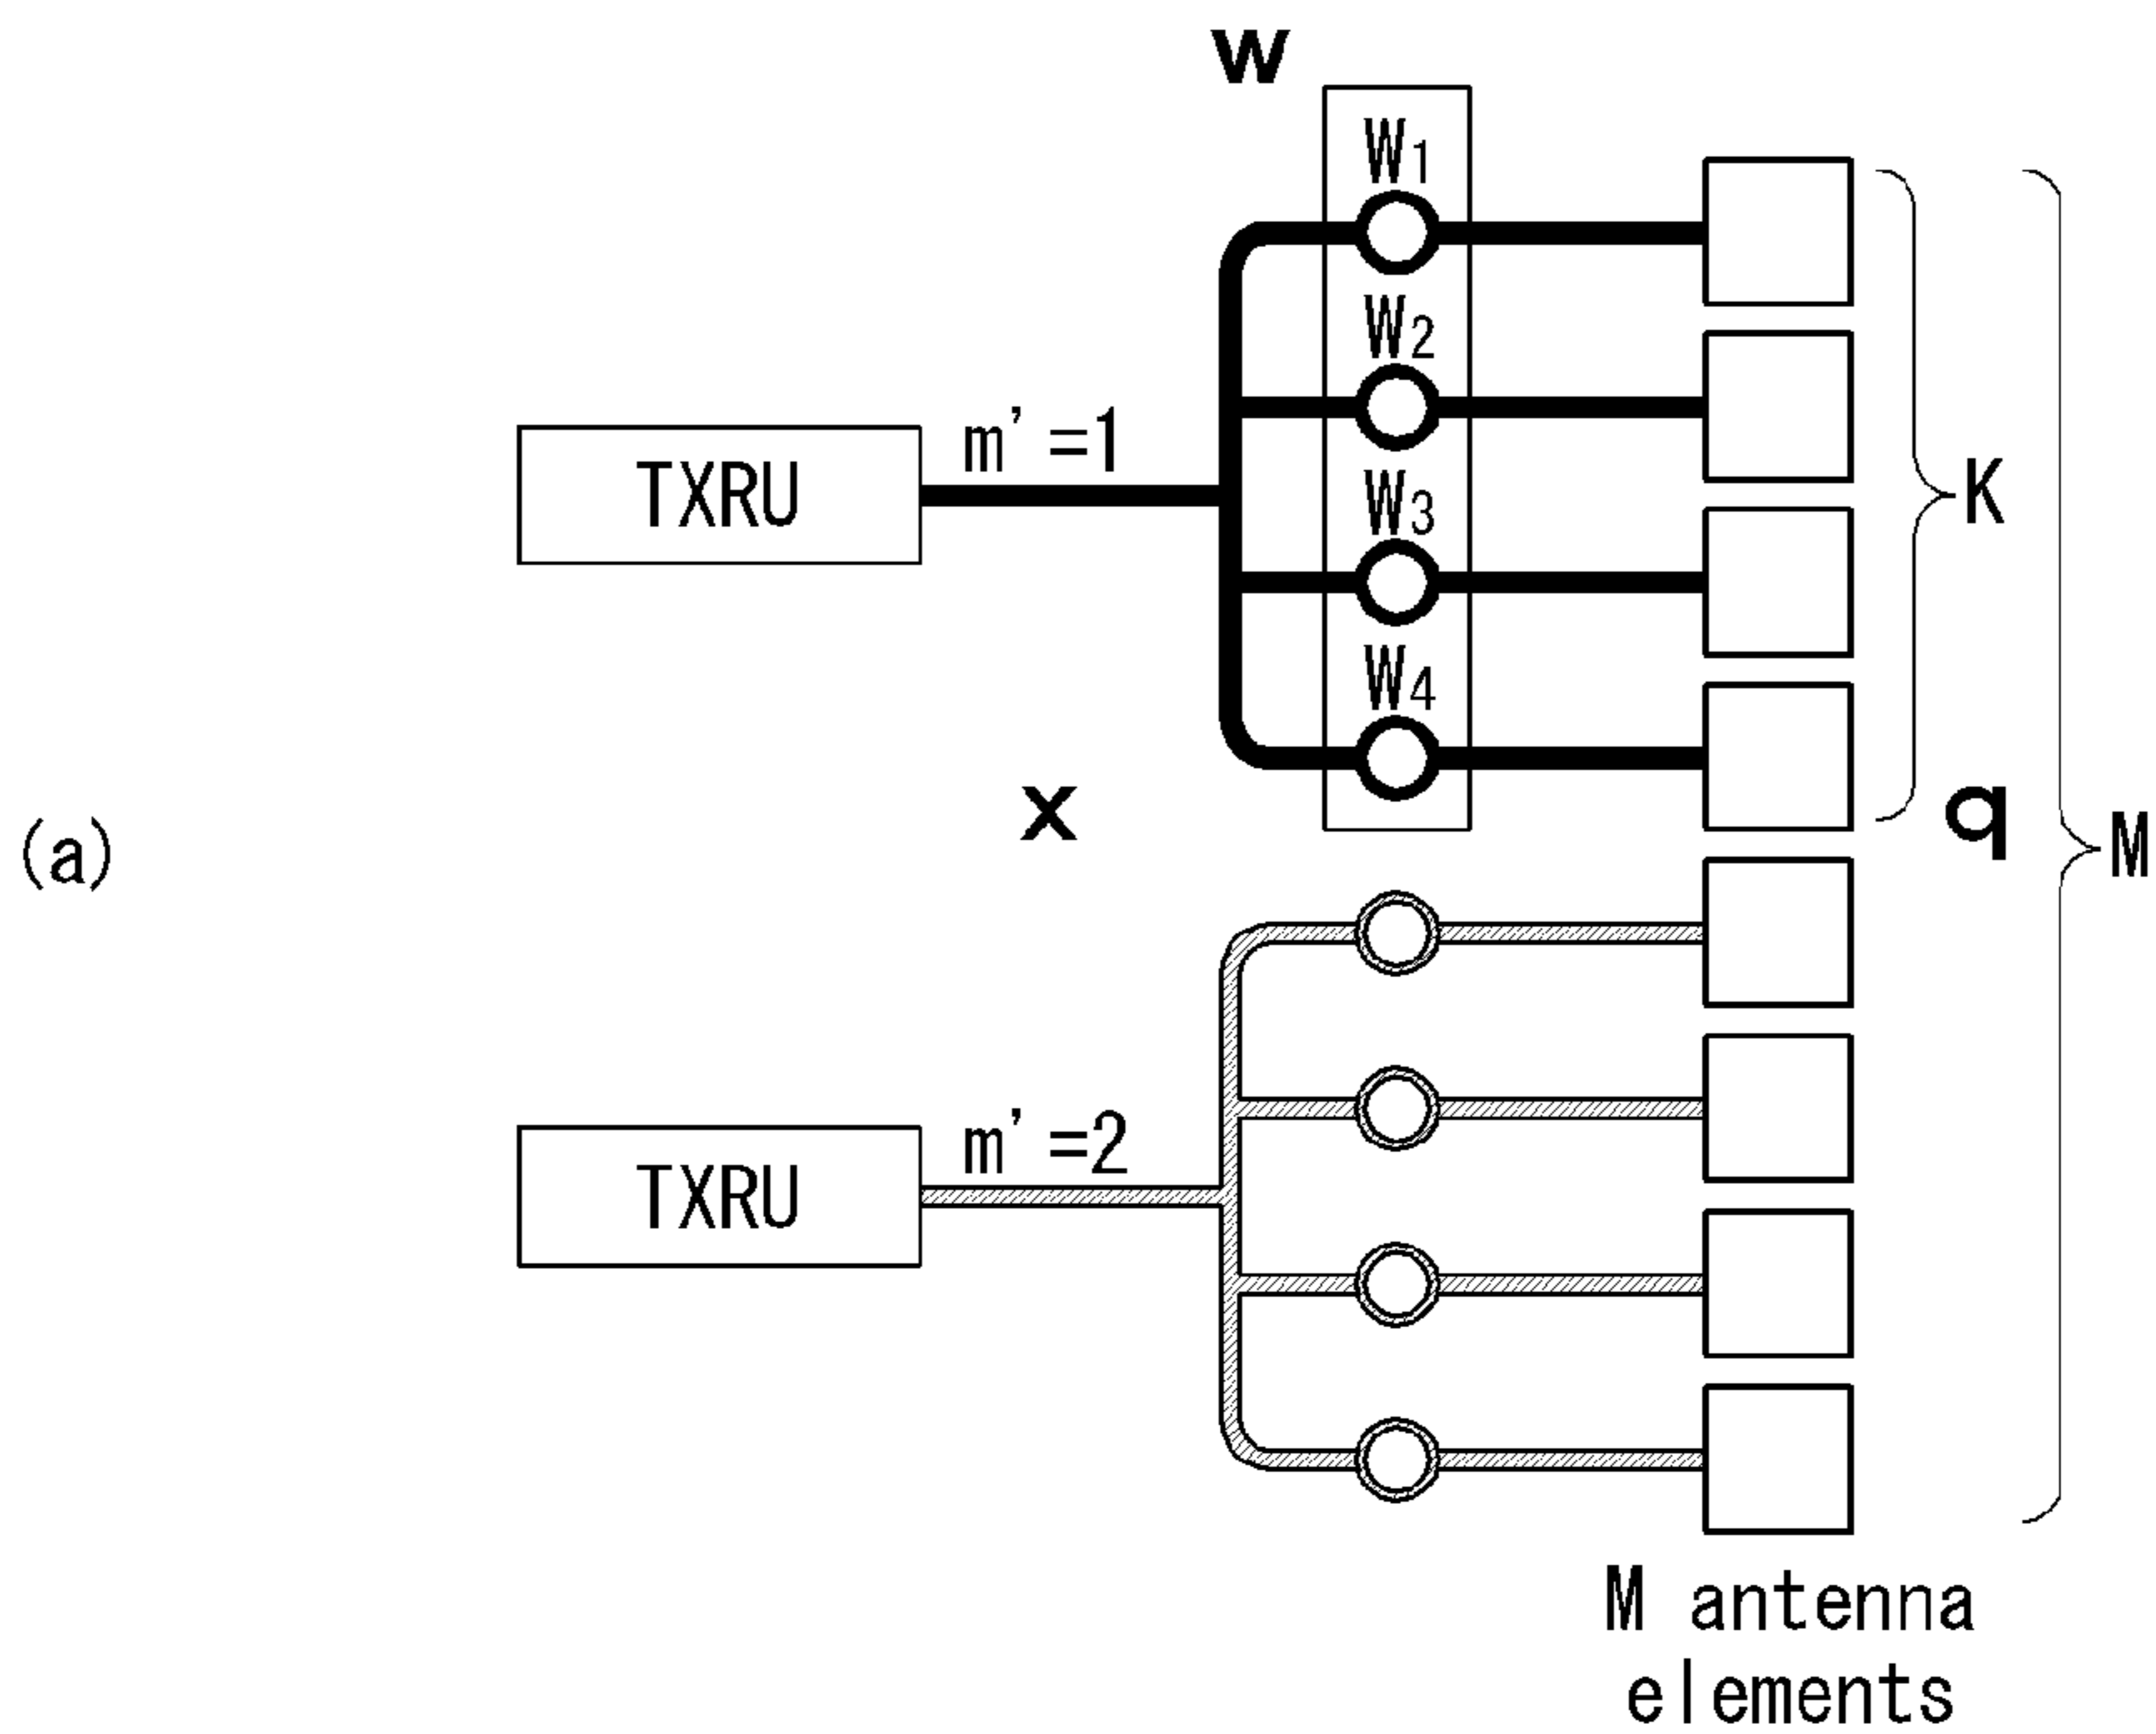 w
W1
W2
m'=1
TXRU
K
W3
W4
x
q
(a)
M
m'=2
TXRU
M antenna
elements